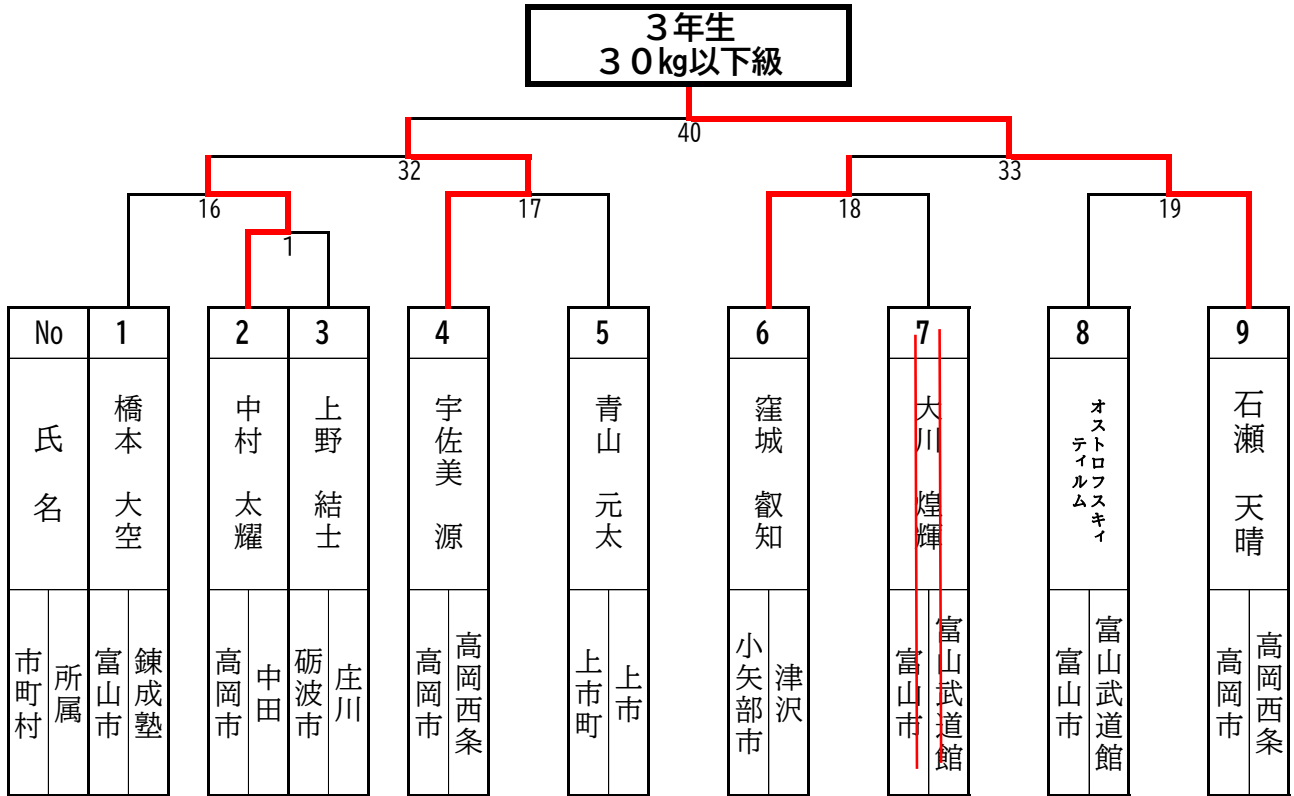 ３年生
３０kg以下級
40
32
33
16
17
18
19
1
No
1
2
3
4
5
6
7
8
9
氏名
橋本 大空
中村 太耀
上野 結士
宇佐美 源
青山 元太
窪城 叡知
大川 煌輝
オストロフスキィ
ティルム
石瀬 天晴
市町村
所属
富山市
錬成塾
高岡市
中田
砺波市
庄川
高岡市
高岡西条
上市町
上市
小矢部市
津沢
富山市
富山武道館
富山市
富山武道館
高岡市
高岡西条